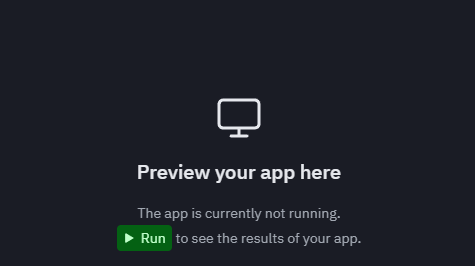 Preview your app here
The app is currently not running.
Run to see the results of your app.